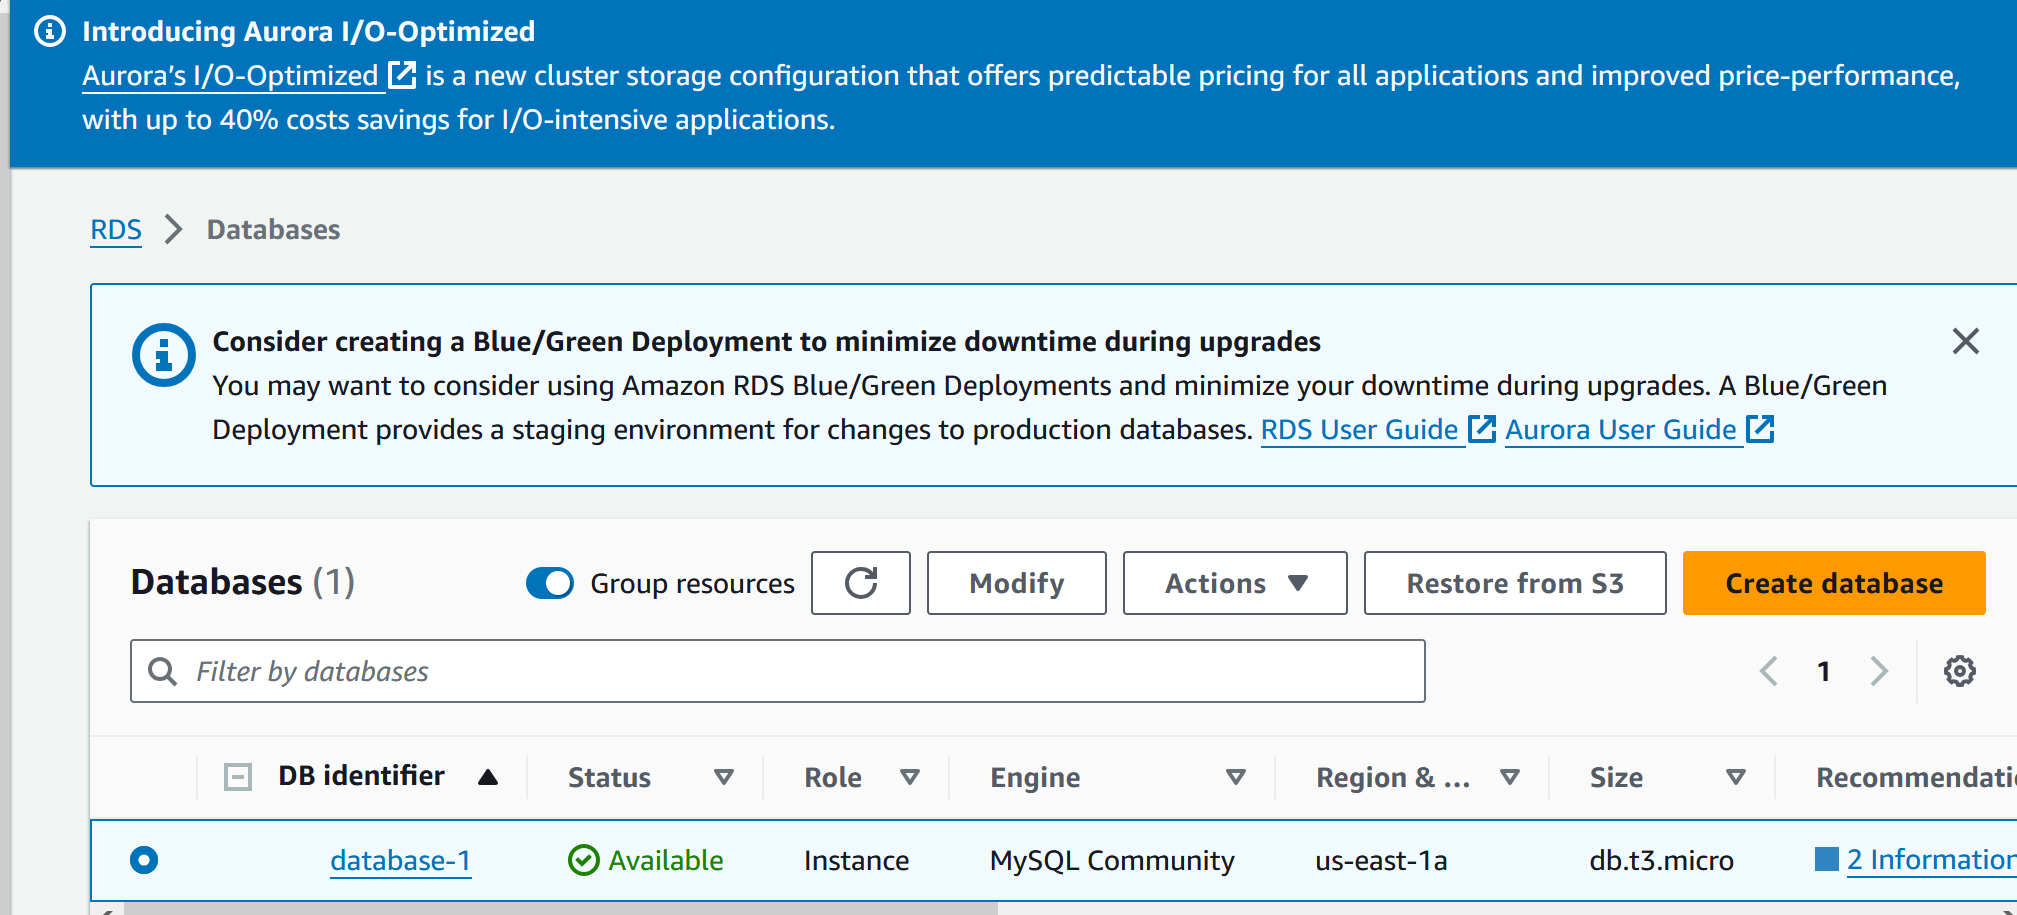 Introducing Aurora I/O-Optimized
Aurora's I/O-Optimized is a new cluster storage configuration that offers predictable pricing for all applications and improved price-performance,
with up to 40% costs savings for I/O-intensive applications.
RDS Databases
Consider creating a Blue/Green Deployment to minimize downtime during upgrades
You may want to consider using Amazon RDS Blue/Green Deployments and minimize your downtime during upgrades. A Blue/Green
Deployment provides a staging environment for changes to production databases. RDS User Guide Aurora User Guide
Databases (1) Group resources Modify Actions Restore from S3 Create database
Filter by databases 1
DB identifier Status Role Engine Region & ... Size Recommendati
database-1 Available Instance MySQL Community us-east-1a db.t3.micro 2 Information